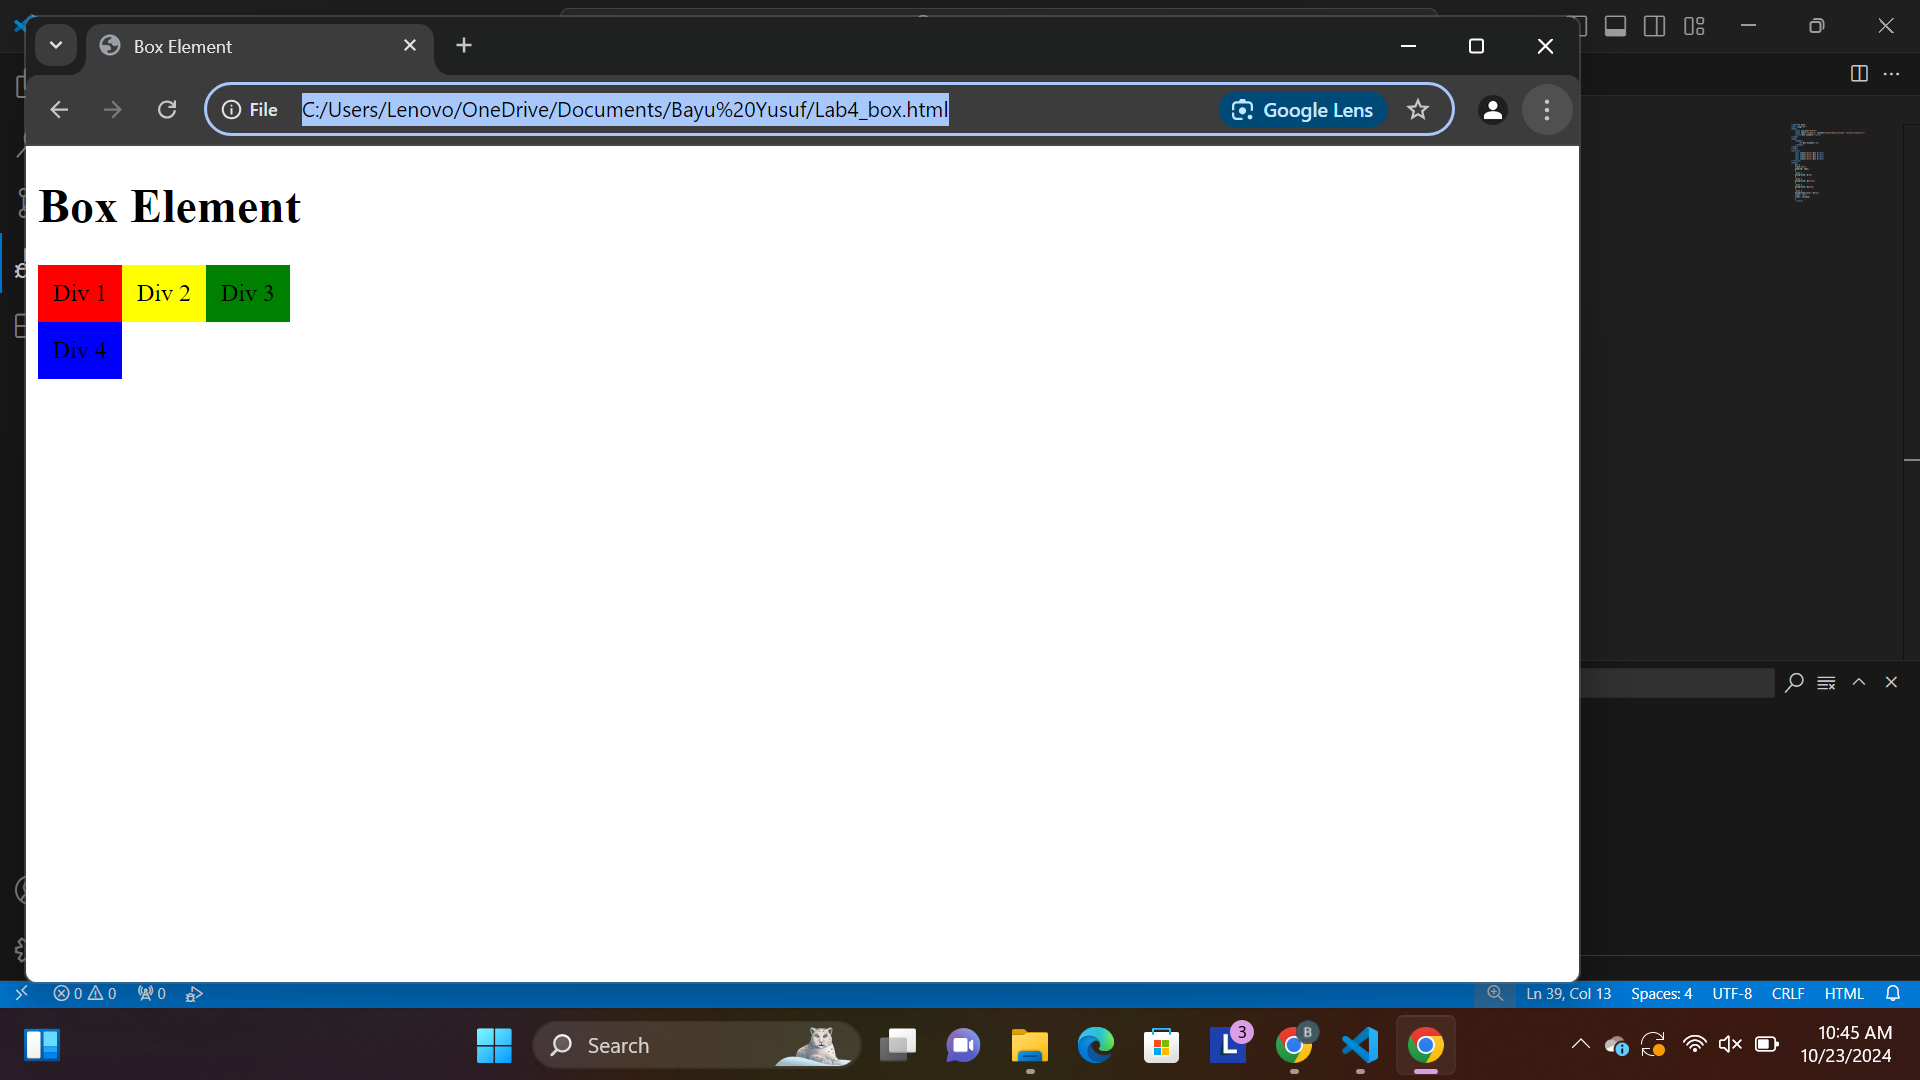 Box Element
File C:/Users/Lenovo/OneDrive/Documents/Bayu%20Yusuf/Lab4_box.html Google Lens
Box Element
Div 1 Div 2 Div 3
Div 4
0 0 0 Ln 39, Col 13 Spaces: 4 UTF-8 CRLF HTML
Search
L 3
B
10:45 AM
10/23/2024